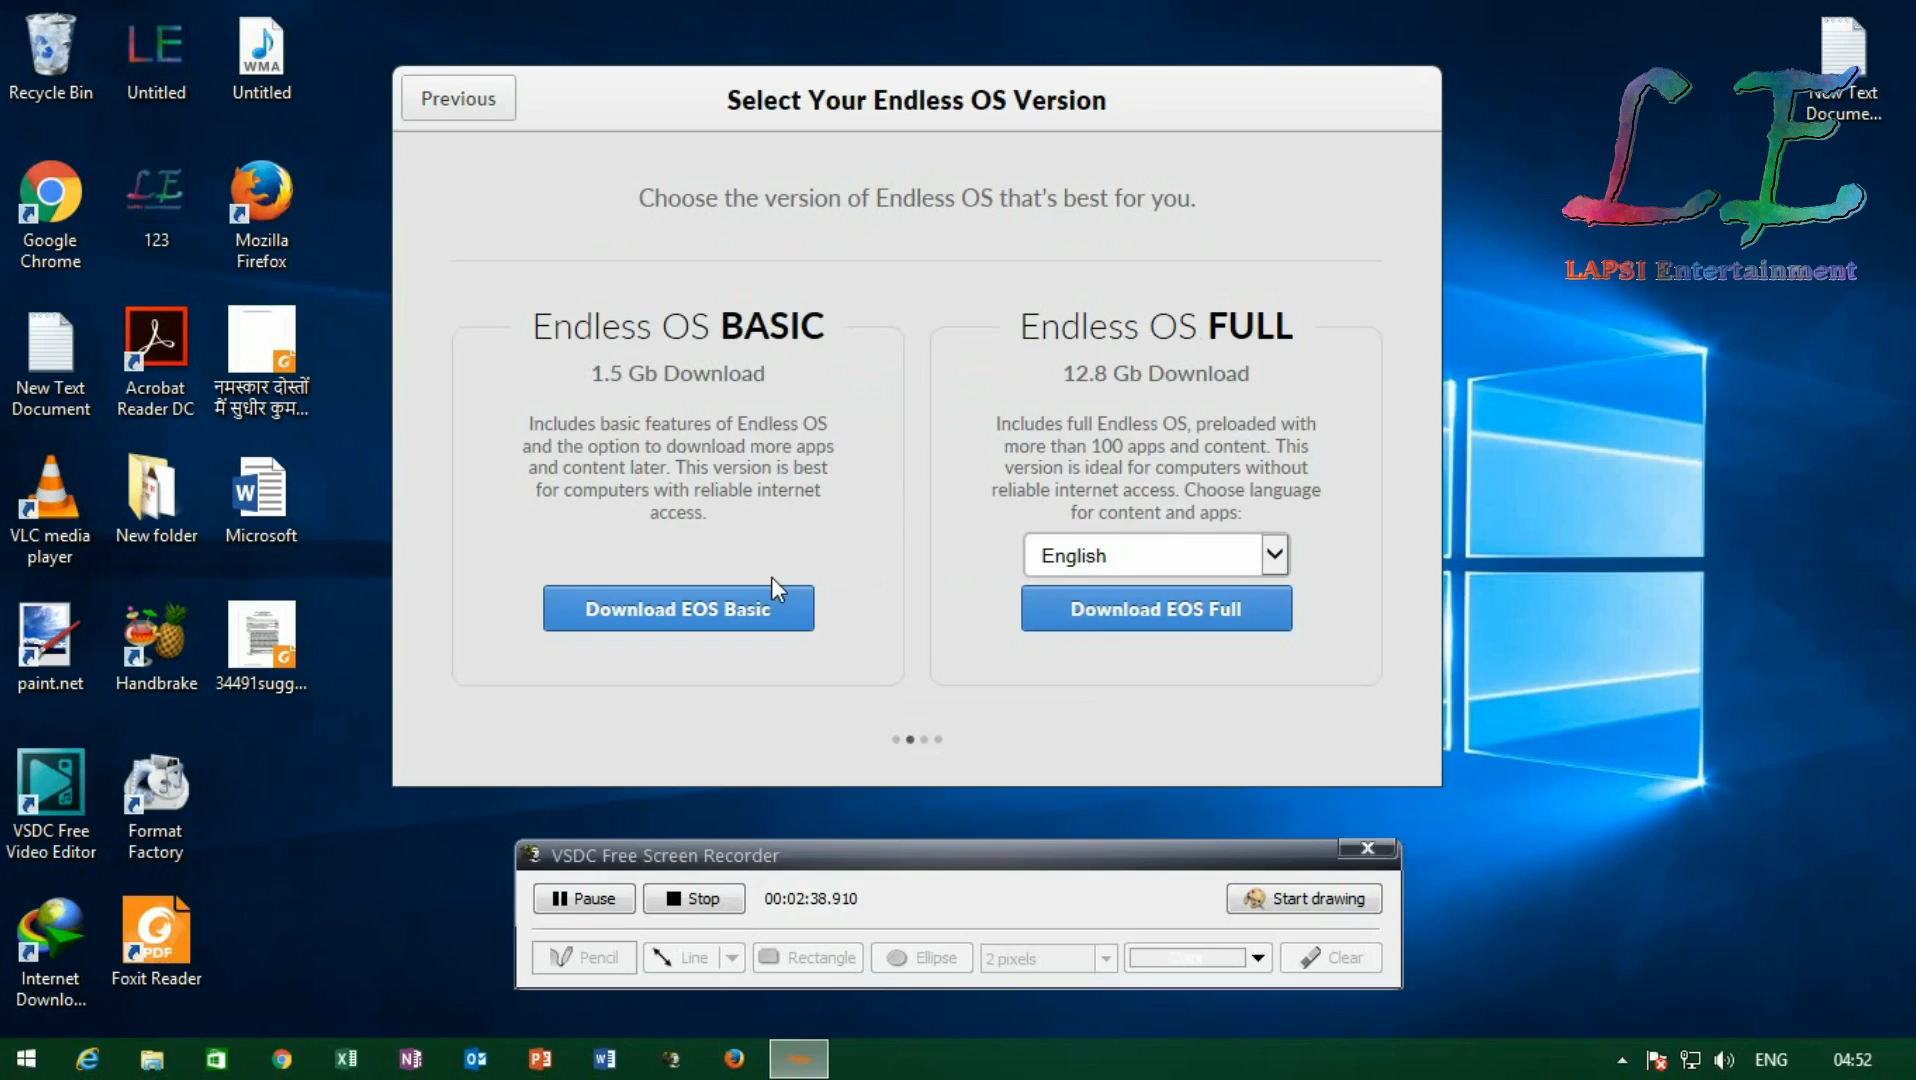 Recycle Bin
Untitled
WMA
Untitled
Google
Chrome
123
Mozilla
Firefox
New Text
Document
Acrobat
Reader DC
नमस्कार दोस्तों
मैं सुधीर कुम...
VLC media
player
New folder
Microsoft
paint.net
Handbrake
34491sugg...
VSDC Free
Video Editor
Format
Factory
Internet
Downlo...
PDF
Foxit Reader
Previous
Select Your Endless OS Version
Choose the version of Endless OS that's best for you.
Endless OS BASIC
1.5 Gb Download
Includes basic features of Endless OS
and the option to download more apps
and content later. This version is best
for computers with reliable internet
access.
Download EOS Basic
Endless OS FULL
12.8 Gb Download
Includes full Endless OS, preloaded with
more than 100 apps and content. This
version is ideal for computers without
reliable internet access. Choose language
for content and apps:
English
Download EOS Full
New Text
Docume...
LE
LAPSI Entertainment
VSDC Free Screen Recorder
Pause
Stop
00:02:38.910
Start drawing
Pencil
Line
Rectangle
Ellipse
2 pixels
Clear
ENG
04:52